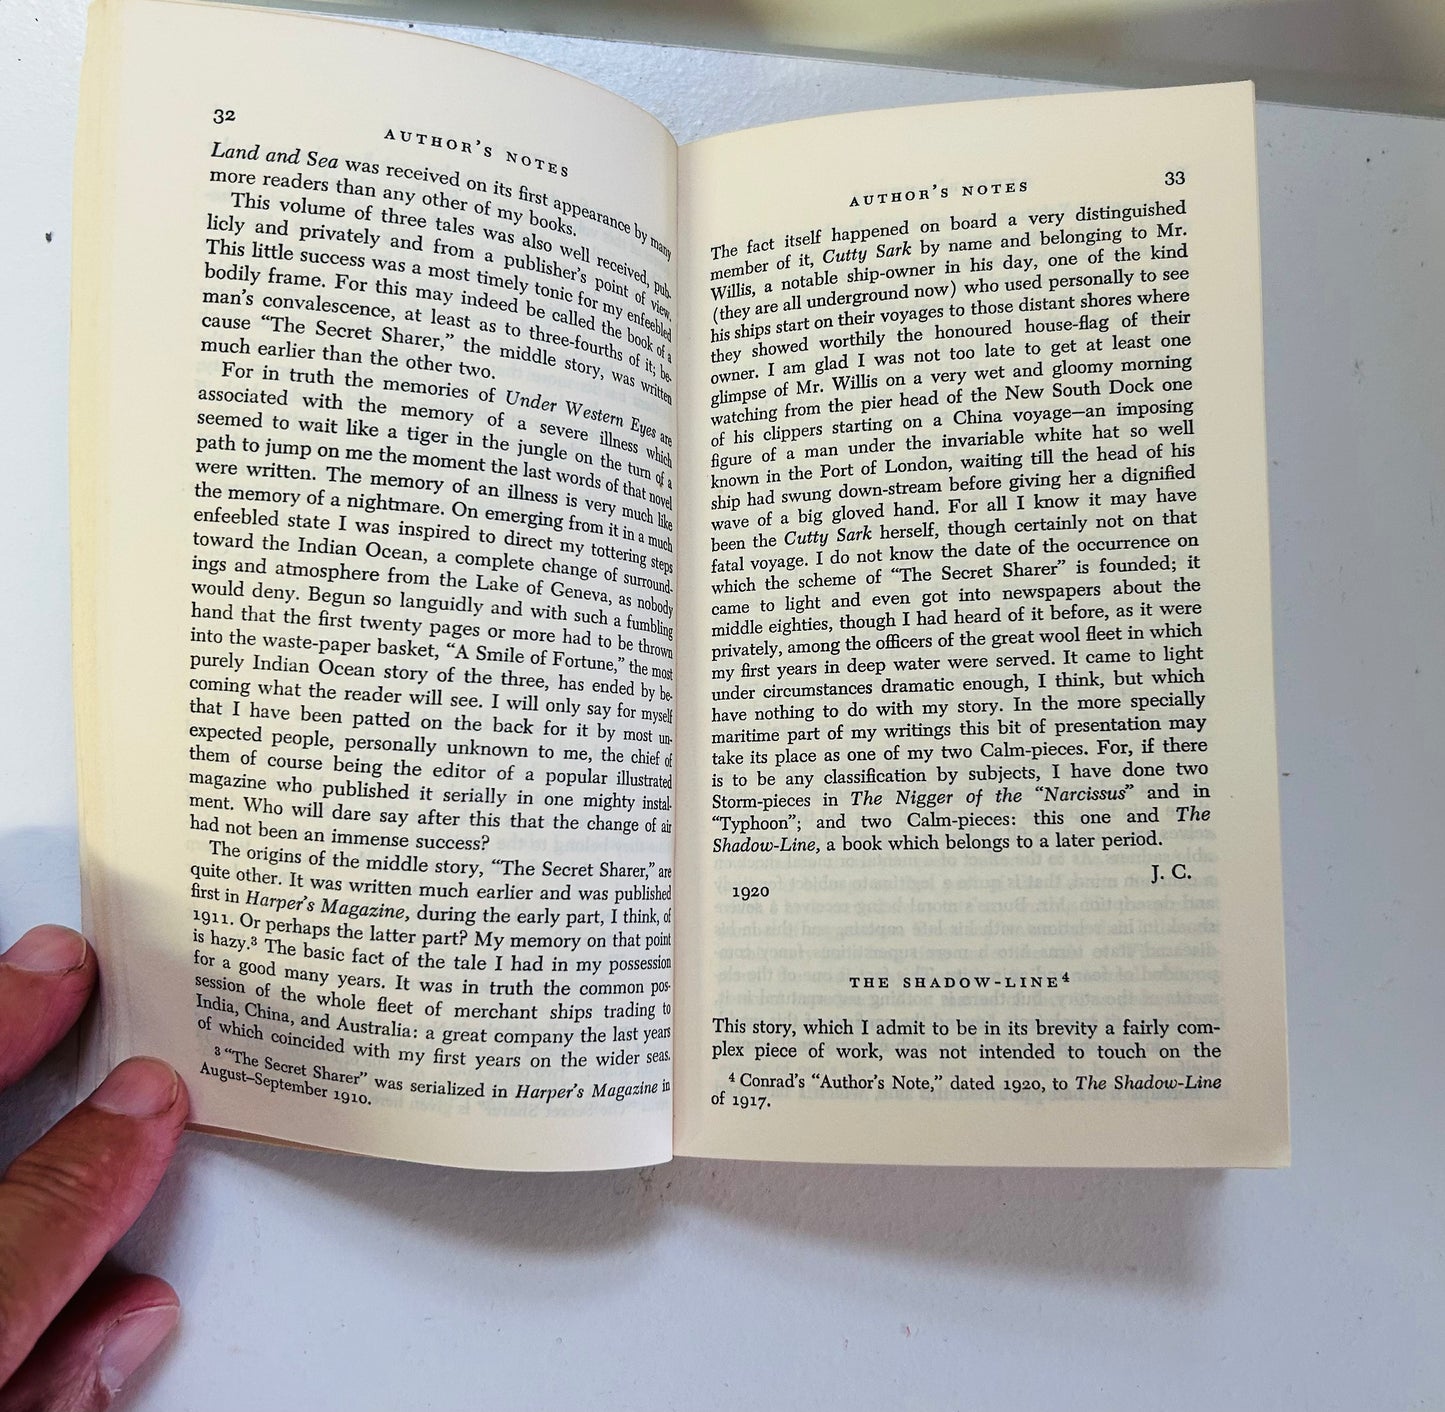 32
AUTHOR'S NOTES
Land and Sea was received on its first appearance by many
more readers than any other of my books.
This volume of three tales was also well received, pub-
licly and privately and from a publisher's point of view.
This little success was a most timely tonic for my enfeebled
bodily frame. For this may indeed be called the book of a
man's convalescence, at least as to three-fourths of it; be-
cause "The Secret Sharer," the middle story, was written
much earlier than the other two.
For in truth the memories of Under Western Eyes are
associated with the memory of a severe illness which
seemed to wait like a tiger in the jungle on the turn of a
path to jump on me the moment the last words of that novel
were written. The memory of an illness is very much like
the memory of a nightmare. On emerging from it in a much
enfeebled state I was inspired to direct my tottering steps
toward the Indian Ocean, a complete change of surround-
ings and atmosphere from the Lake of Geneva, as nobody
would deny. Begun so languidly and with such a fumbling
hand that the first twenty pages or more had to be thrown
into the waste-paper basket, "A Smile of Fortune," the most
purely Indian Ocean story of the three, has ended by be-
coming what the reader will see. I will only say for myself
that I have been patted on the back for it by most un-
expected people, personally unknown to me, the chief of
them of course being the editor of a popular illustrated
magazine who published it serially in one mighty instal-
ment. Who will dare say after this that the change of air
had not been an immense success?
The origins of the middle story, "The Secret Sharer," are
quite other. It was written much earlier and was published
first in Harper's Magazine, during the early part, I think, of
1911. Or perhaps the latter part? My memory on that point
is hazy.³ The basic fact of the tale I had in my possession
for a good many years. It was in truth the common pos-
session of the whole fleet of merchant ships trading to
India, China, and Australia: a great company the last years
of which coincided with my first years on the wider seas.
³ "The Secret Sharer" was serialized in Harper's Magazine in
August–September 1910.
AUTHOR'S NOTES
33
The fact itself happened on board a very distinguished
member of it, Cutty Sark by name and belonging to Mr.
Willis, a notable ship-owner in his day, one of the kind
(they are all underground now) who used personally to see
his ships start on their voyages to those distant shores where
they showed worthily the honoured house-flag of their
owner. I am glad I was not too late to get at least one
glimpse of Mr. Willis on a very wet and gloomy morning
watching from the pier head of the New South Dock one
of his clippers starting on a China voyage—an imposing
figure of a man under the invariable white hat so well
known in the Port of London, waiting till the head of his
ship had swung down-stream before giving her a dignified
wave of a big gloved hand. For all I know it may have
been the Cutty Sark herself, though certainly not on that
fatal voyage. I do not know the date of the occurrence on
which the scheme of "The Secret Sharer" is founded; it
came to light and even got into newspapers about the
middle eighties, though I had heard of it before, as it were
privately, among the officers of the great wool fleet in which
my first years in deep water were served. It came to light
under circumstances dramatic enough, I think, but which
have nothing to do with my story. In the more specially
maritime part of my writings this bit of presentation may
take its place as one of my two Calm-pieces. For, if there
is to be any classification by subjects, I have done two
Storm-pieces in The Nigger of the "Narcissus" and in
"Typhoon"; and two Calm-pieces: this one and The
Shadow-Line, a book which belongs to a later period.
J. C.
1920
THE SHADOW-LINE⁴
This story, which I admit to be in its brevity a fairly com-
plex piece of work, was not intended to touch on the
⁴ Conrad's "Author's Note," dated 1920, to The Shadow-Line
of 1917.